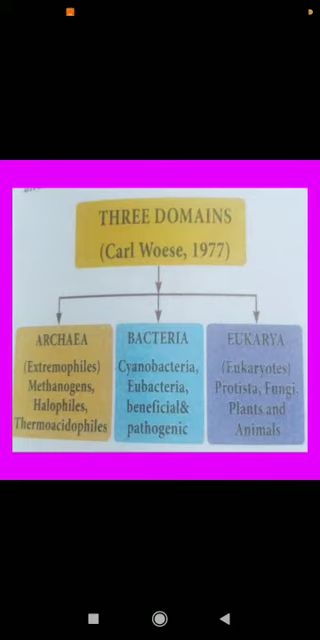 THREE DOMAINS
(Carl Woese, 1977)
ARCHAEA
(Extremophiles)
Methanogens,
Halophiles,
Thermoacidophiles
BACTERIA
Cyanobacteria,
Eubacteria,
beneficial&
pathogenic
EUKARYA
(Eukaryotes)
Protista, Fungi,
Plants and
Animals